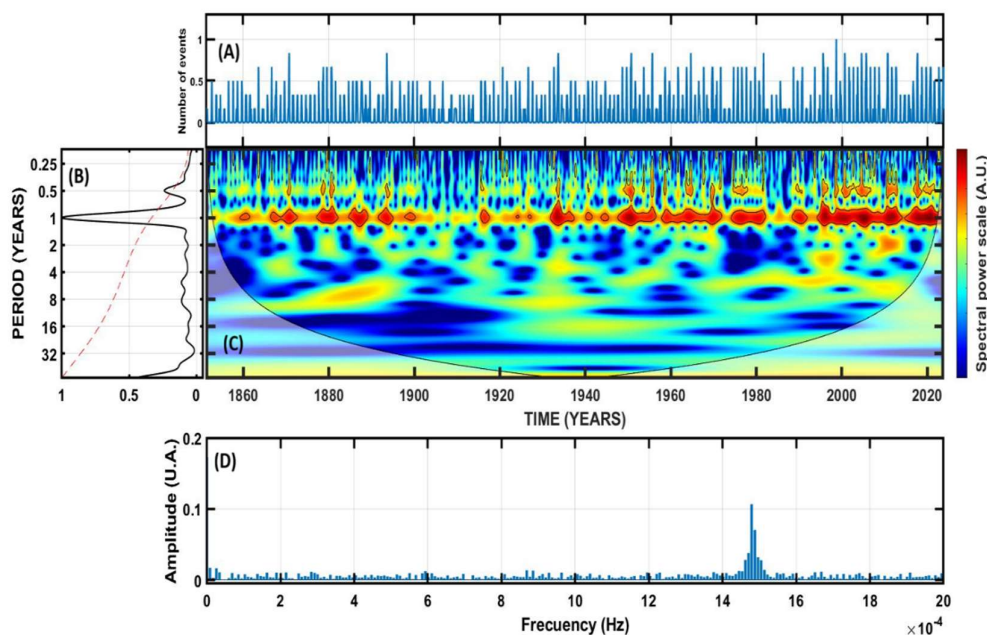 (A)
Number of events
1
0.5
0
(B)
PERIOD (YEARS)
0.25
0.5
1
2
4
8
16
32
1 0.5 0
(C)
Spectral power scale (A.U.)
1860 1880 1900 1920 1940 1960 1980 2000 2020
TIME (YEARS)
(D)
Amplitude (U.A.)
0.2
0.1
0
0 2 4 6 8 10 12 14 16 18 20
Frecuency (Hz)
×10⁻⁴